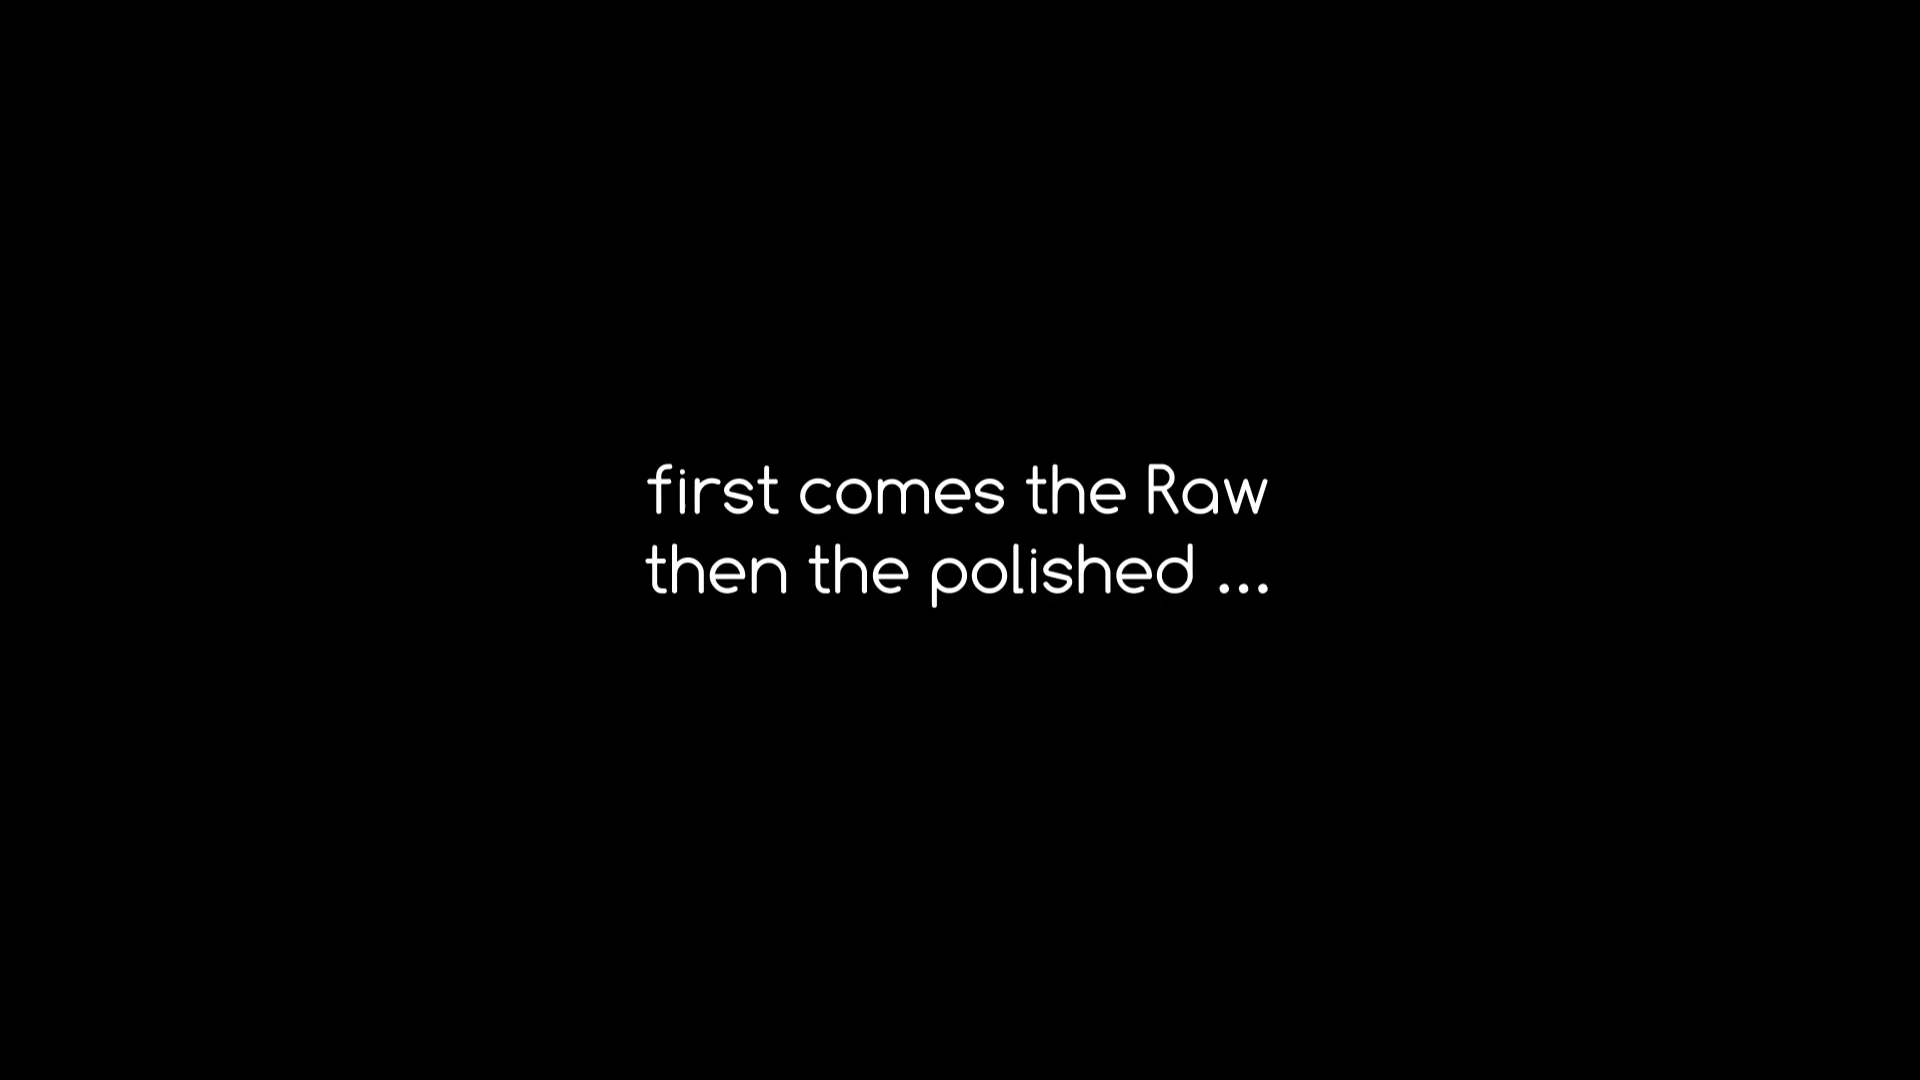 first comes the Raw
then the polished ...